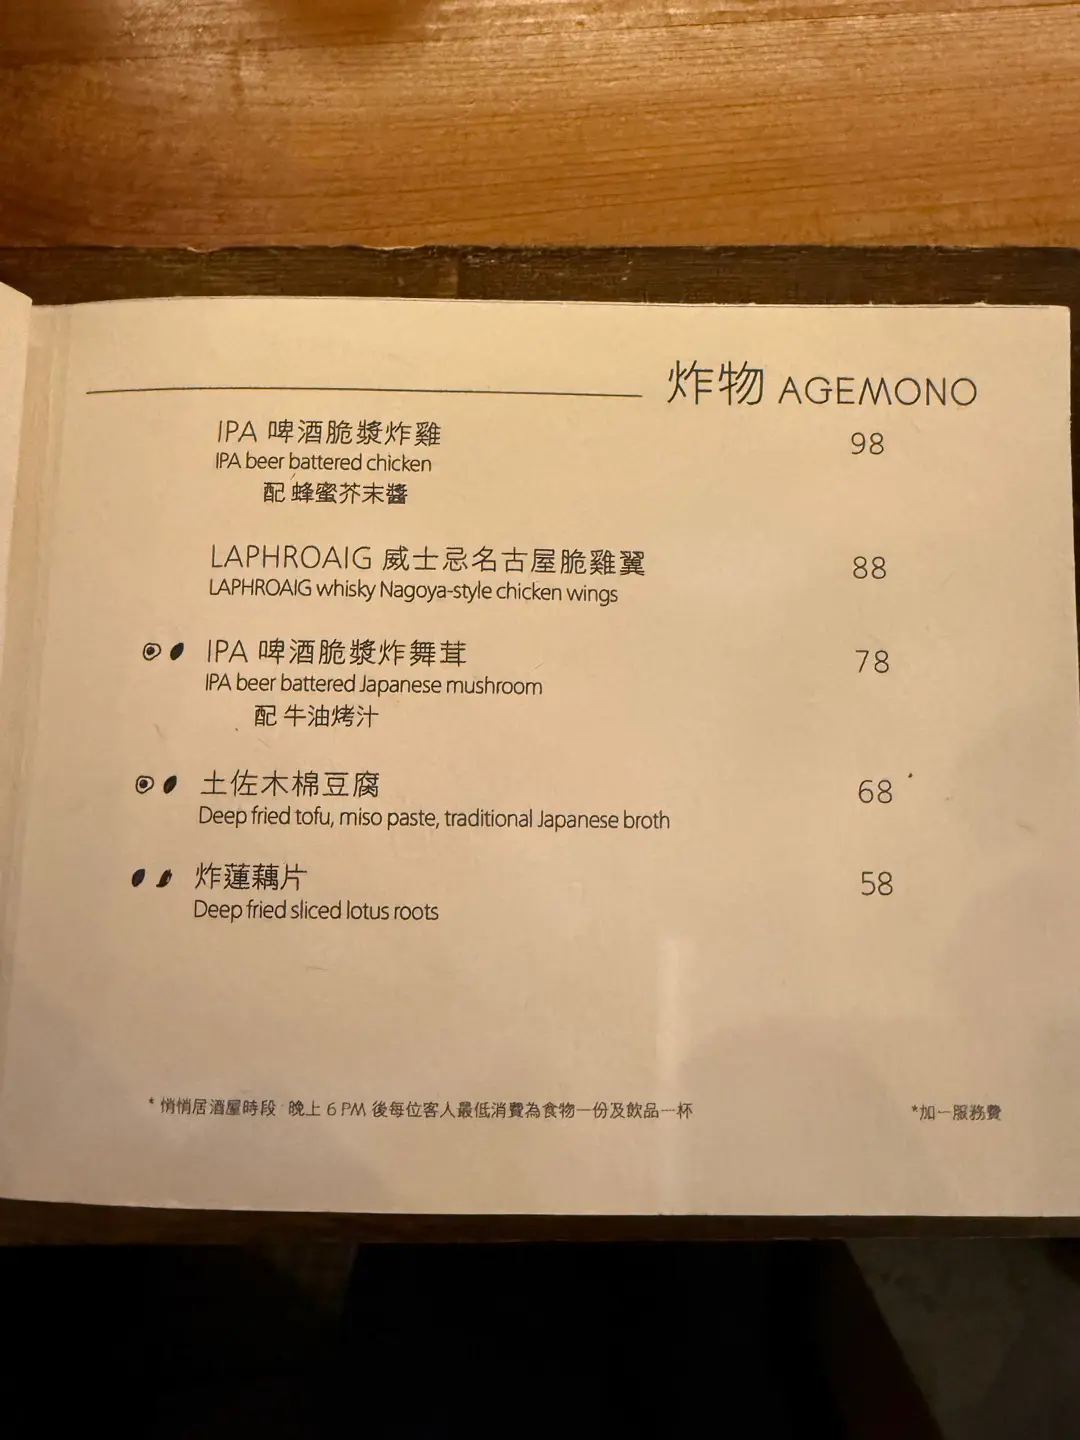 炸物 AGEMONO
IPA 啤酒脆漿炸雞 98
IPA beer battered chicken
配 蜂蜜芥末醬
LAPHROAIG 威士忌名古屋脆雞翼 88
LAPHROAIG whisky Nagoya-style chicken wings
IPA 啤酒脆漿炸舞茸 78
IPA beer battered Japanese mushroom
配 牛油烤汁
土佐木棉豆腐 68
Deep fried tofu, miso paste, traditional Japanese broth
炸蓮藕片 58
Deep fried sliced lotus roots
* 悄悄居酒屋時段 晚上 6 PM 後每位客人最低消費為食物一份及飲品一杯 *加一服務費